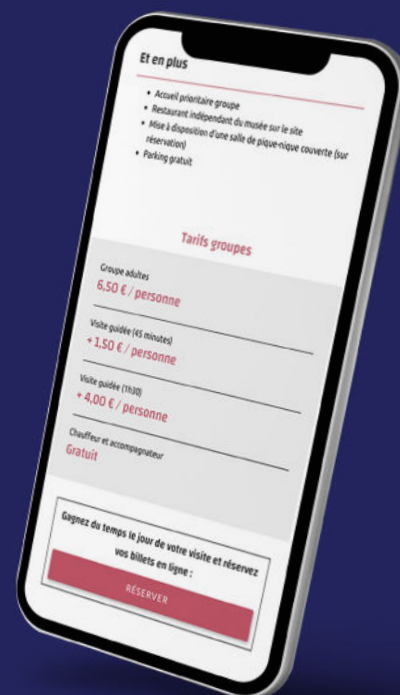 Et en plus
• Accueil prioritaire groupe
• Restaurant indépendant du musée sur le site
• Mise à disposition d'une salle de pique-nique couverte (sur
réservation)
• Parking gratuit
Tarifs groupes
Groupe adultes
6,50 € / personne
Visite guidée (45 minutes)
+ 1,50 € / personne
Visite guidée (1h30)
+ 4,00 € / personne
Chauffeur et accompagnateur
Gratuit
Gagnez du temps le jour de votre visite et réservez
vos billets en ligne :
RÉSERVER